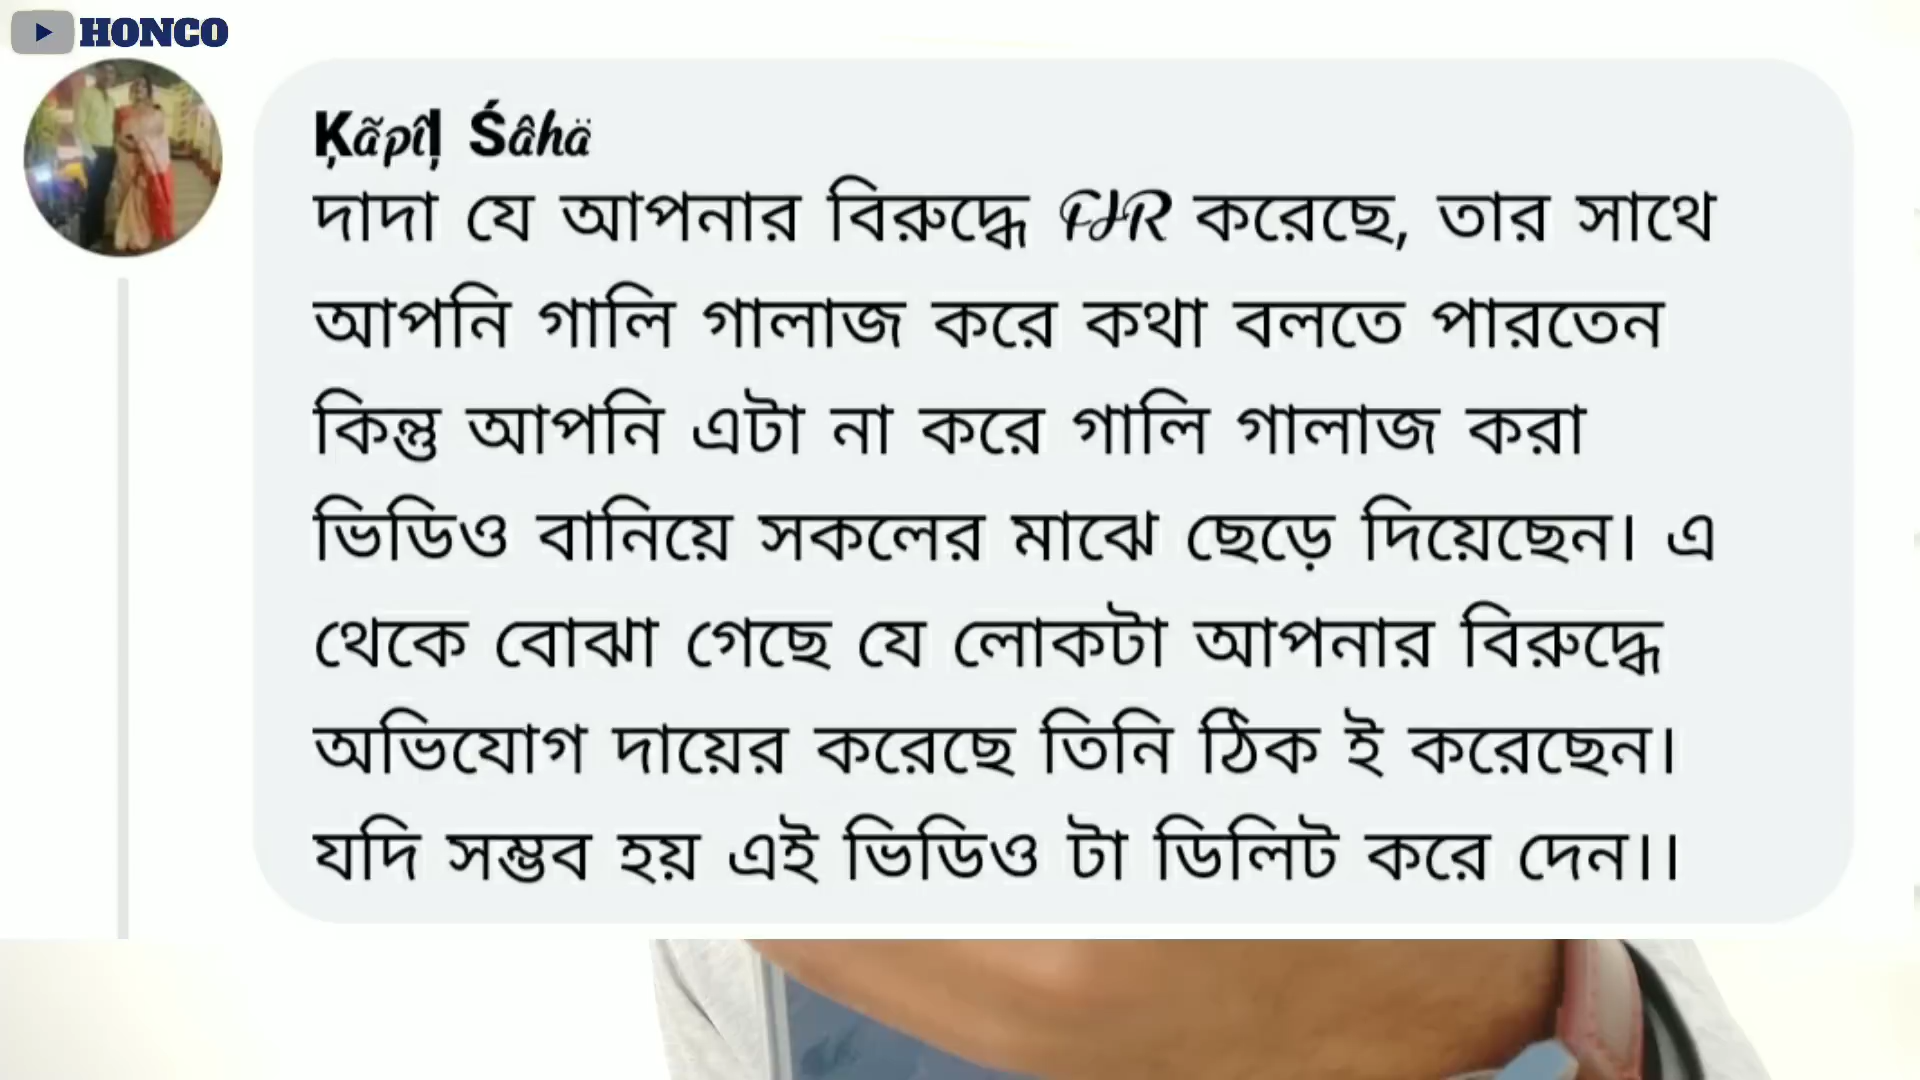 HONCO
Ķãpîļ Śâhä
দাদা যে আপনার বিরুদ্ধে FIR করেছে, তার সাথে
আপনি গালি গালাজ করে কথা বলতে পারতেন
কিন্তু আপনি এটা না করে গালি গালাজ করা
ভিডিও বানিয়ে সকলের মাঝে ছেড়ে দিয়েছেন। এ
থেকে বোঝা গেছে যে লোকটা আপনার বিরুদ্ধে
অভিযোগ দায়ের করেছে তিনি ঠিক ই করেছেন।
যদি সম্ভব হয় এই ভিডিও টা ডিলিট করে দেন।।